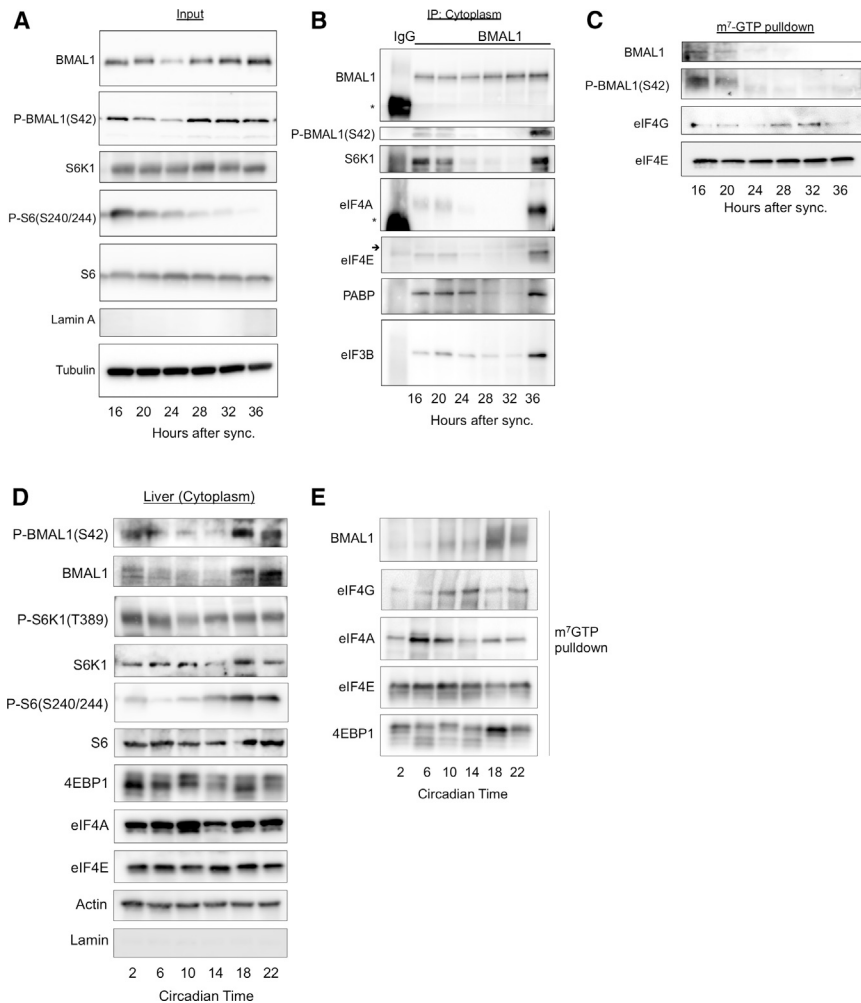 A
Input
BMAL1
P-BMAL1(S42)
S6K1
P-S6(S240/244)
S6
Lamin A
Tubulin
16 20 24 28 32 36
Hours after sync.
B
IP: Cytoplasm
IgG BMAL1
BMAL1
*
P-BMAL1(S42)
S6K1
eIF4A
*
eIF4E
PABP
eIF3B
16 20 24 28 32 36
Hours after sync.
C
m⁷-GTP pulldown
BMAL1
P-BMAL1(S42)
eIF4G
eIF4E
16 20 24 28 32 36
Hours after sync.
D
Liver (Cytoplasm)
P-BMAL1(S42)
BMAL1
P-S6K1(T389)
S6K1
P-S6(S240/244)
S6
4EBP1
eIF4A
eIF4E
Actin
Lamin
2 6 10 14 18 22
Circadian Time
E
BMAL1
eIF4G
eIF4A
eIF4E
4EBP1
m⁷GTP
pulldown
2 6 10 14 18 22
Circadian Time